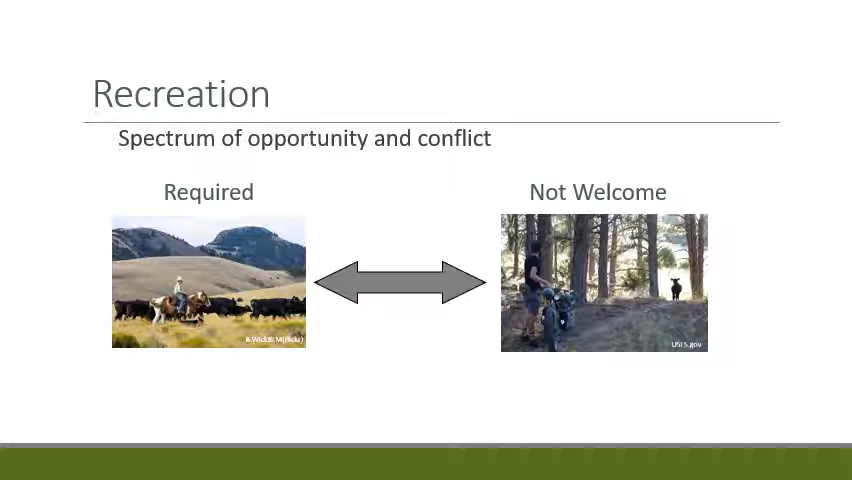 Recreation
Spectrum of opportunity and conflict
Required
Not Welcome
USFS.gov